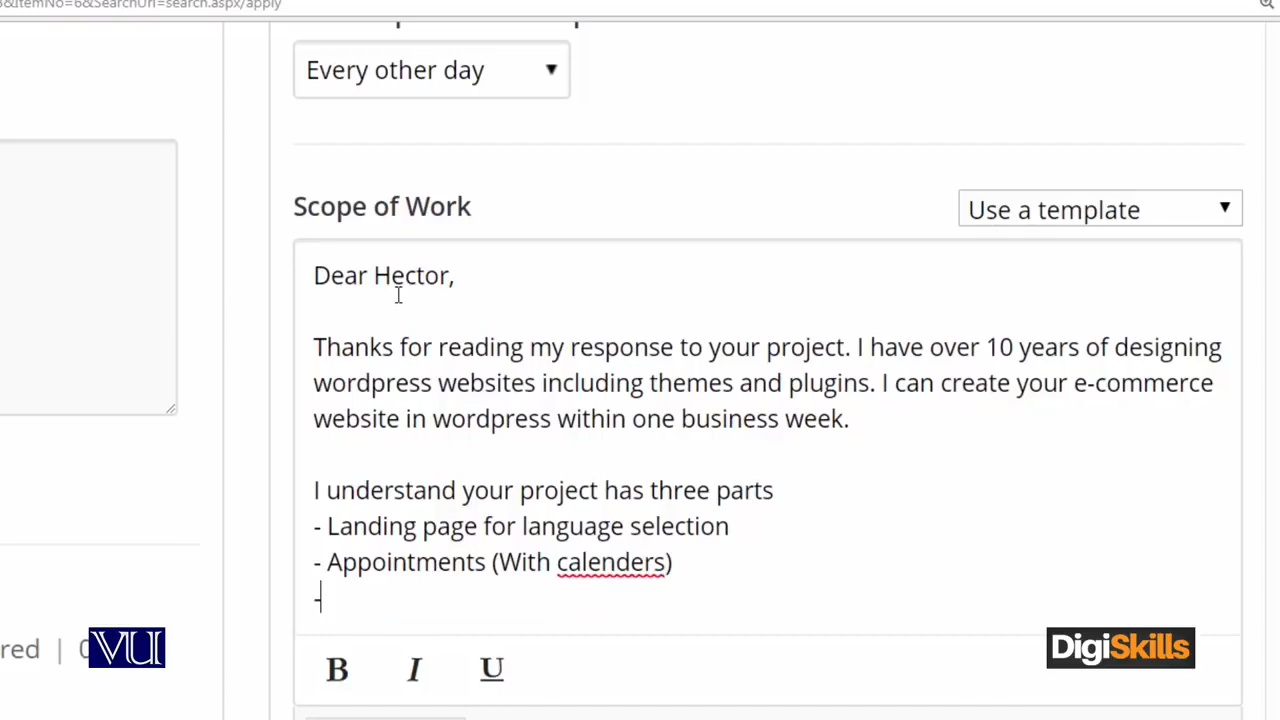 &ItemNo=6&SearchUrl=search.aspx/apply
Every other day
Scope of Work
Use a template
Dear Hector,
Thanks for reading my response to your project. I have over 10 years of designing
wordpress websites including themes and plugins. I can create your e-commerce
website in wordpress within one business week.
I understand your project has three parts
- Landing page for language selection
- Appointments (With calenders)
-
red |
VU
DigiSkills
B I U